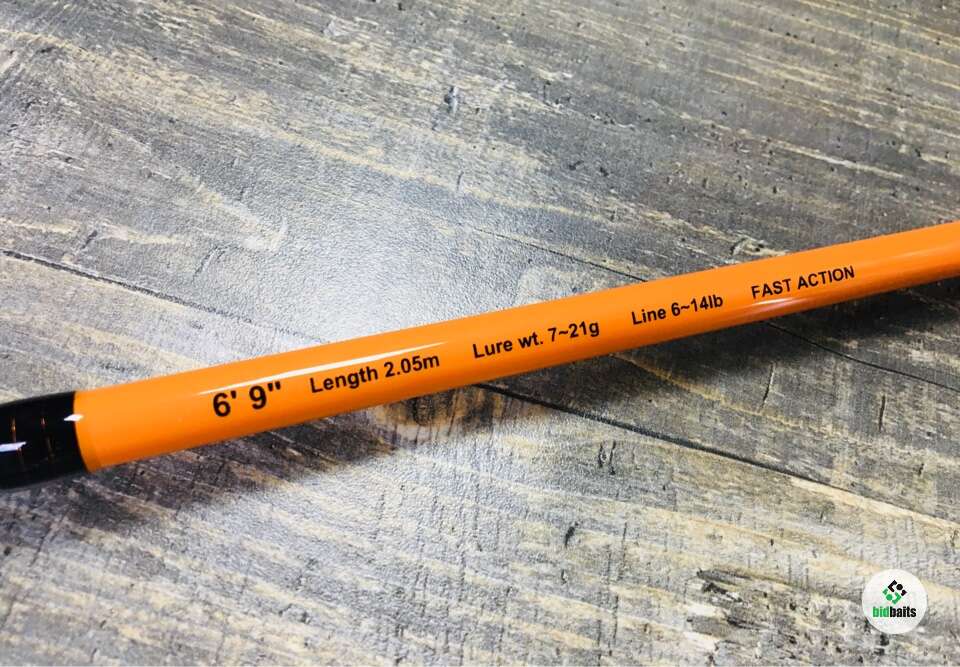 6' 9" Length 2.05m Lure wt. 7~21g Line 6~14lb FAST ACTION
bidbaits